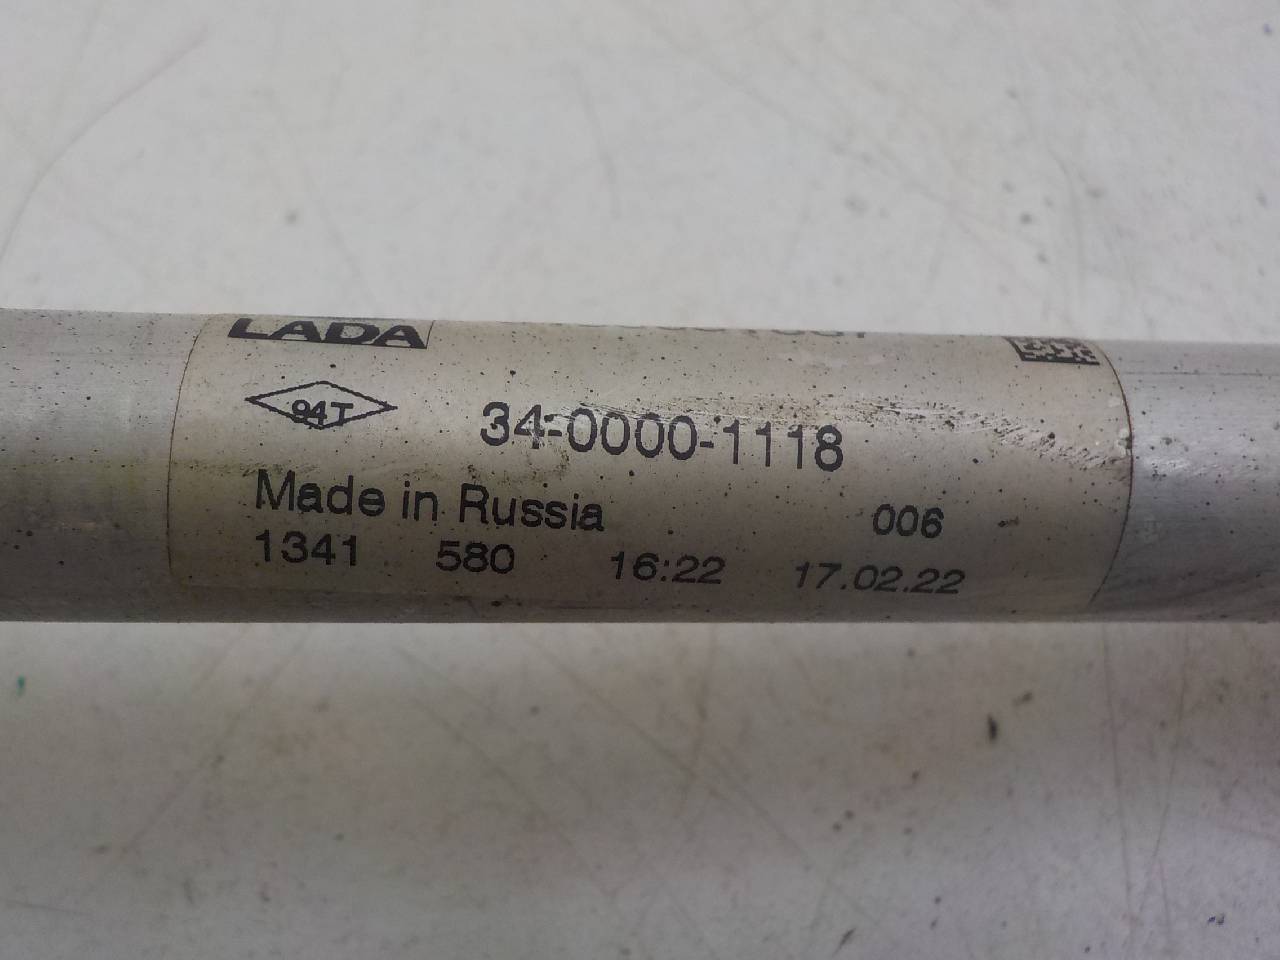 LADA
94T 34-0000-1118
Made in Russia 006
1341 580 16:22 17.02.22